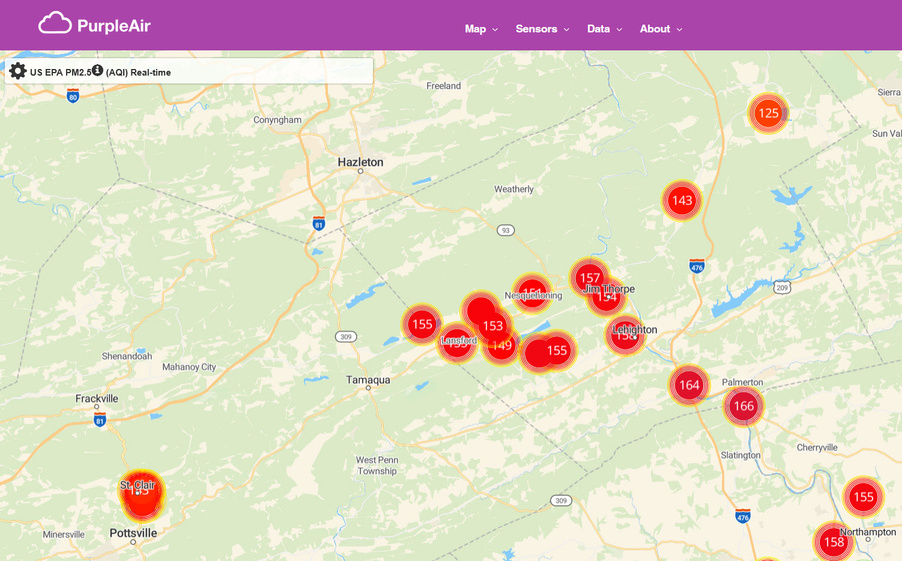 PurpleAir
Map
Sensors
Data
About
US EPA PM2.5 i (AQI) Real-time
Freeland
Sierra
80
125
Conyngham
Sun Val
Hazleton
Weatherly
143
81
93
476
157
Jim Thorpe
209
151
Nesquehoning
154
155
153
Lehighton
309
Lansford
149
155
Shenandoah
Mahanoy City
Tamaqua
164
Palmerton
Frackville
166
81
Cherryville
Slatington
West Penn
Township
St. Clair
309
155
476
Minersville
Pottsville
Northampton
158